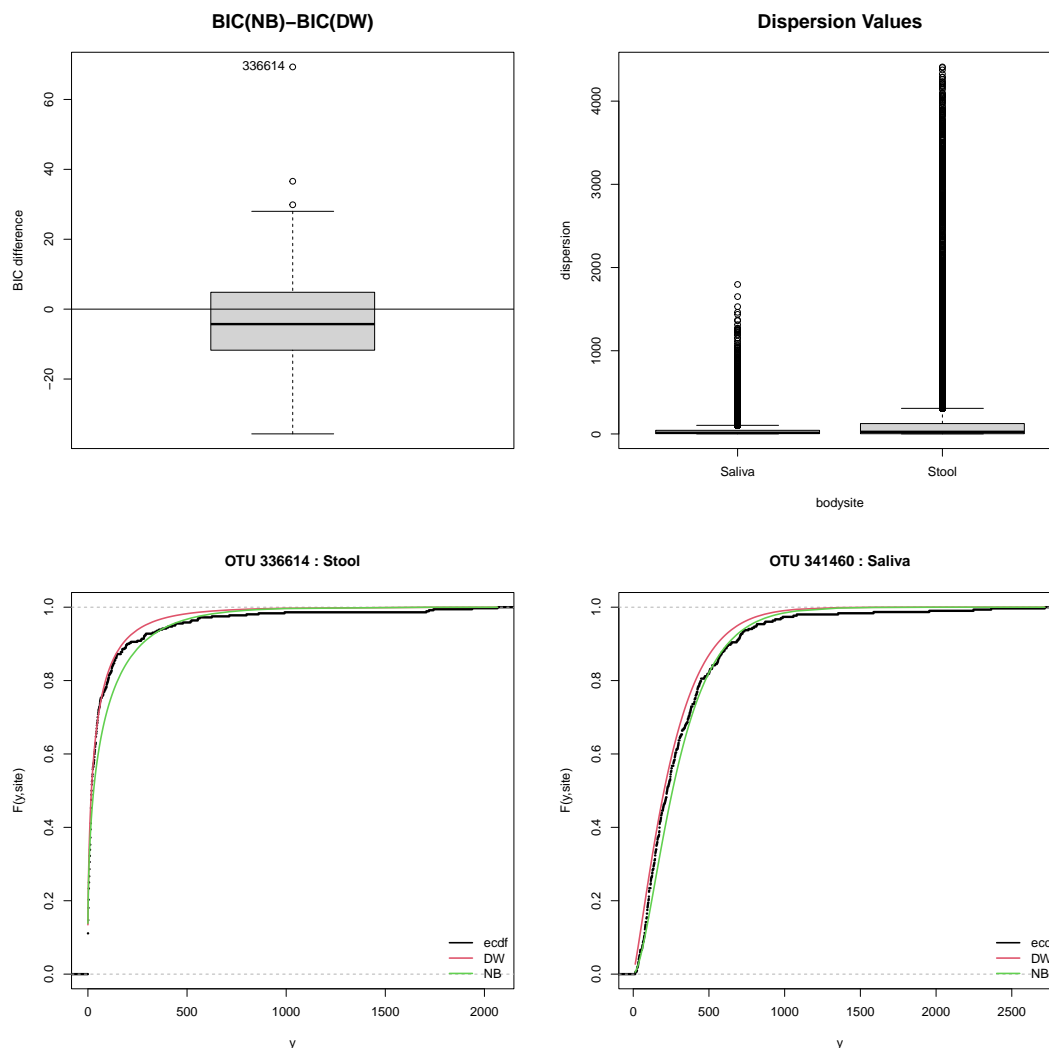 BIC(NB)−BIC(DW)
336614
60
40
20
0
−20
BIC difference
Dispersion Values
4000
3000
2000
1000
0
dispersion
Saliva
Stool
bodysite
OTU 336614 : Stool
1.0
0.8
0.6
0.4
0.2
0.0
F(y,site)
ecdf
DW
NB
0
500
1000
1500
2000
y
OTU 341460 : Saliva
1.0
0.8
0.6
0.4
0.2
0.0
F(y,site)
ecd
DW
NB
0
500
1000
1500
2000
2500
y